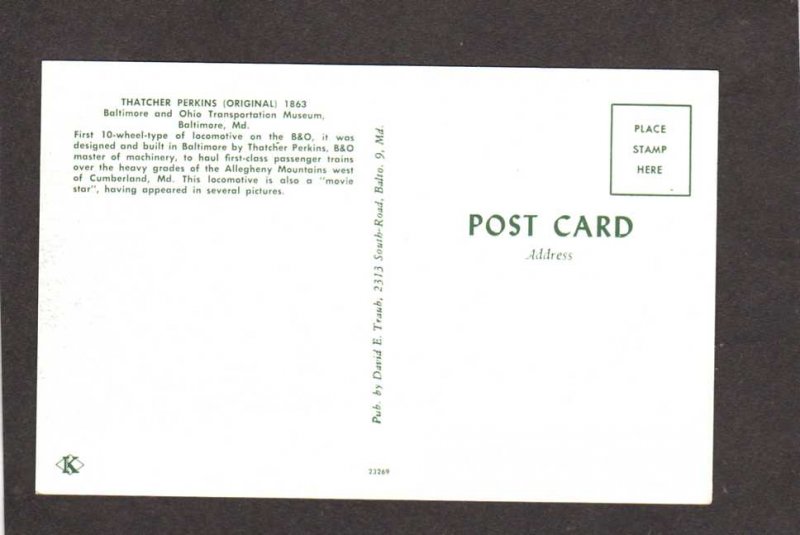 THATCHER PERKINS (ORIGINAL) 1863
Baltimore and Ohio Transportation Museum,
Baltimore, Md.
First 10-wheel-type of locomotive on the B&O, it was
designed and built in Baltimore by Thatcher Perkins, B&O
master of machinery, to haul first-class passenger trains
over the heavy grades of the Allegheny Mountains west
of Cumberland, Md. This locomotive is also a "movie
star", having appeared in several pictures.
K
Pub. by David E. Traub, 2313 South-Road, Balto. 9, Md.
23269
PLACE
STAMP
HERE
POST CARD
Address